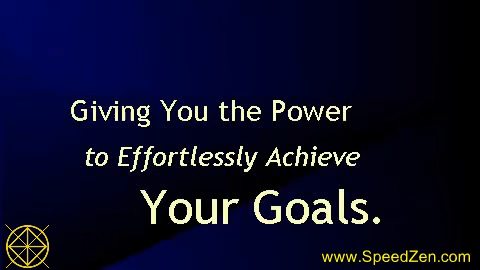 Giving You the Power
to Effortlessly Achieve
Your Goals.
www.SpeedZen.com